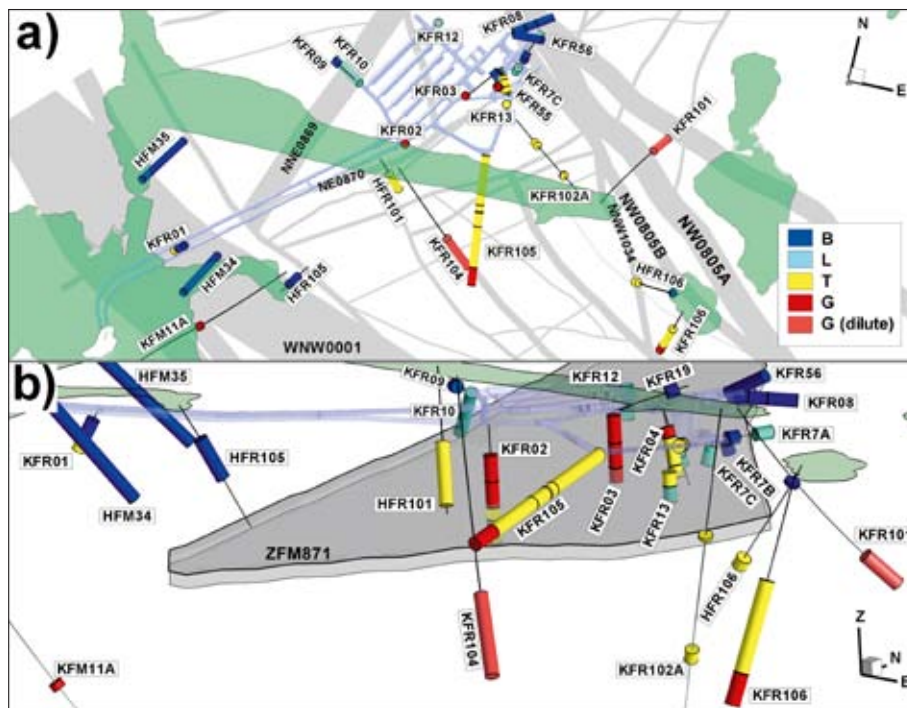 a)
KFR08
KFR12
N
E
KFR56
KFR09
KFR10
KFR7C
KFR03
KFR55
KFR13
KFR101
KFR02
NNE0869
HFM35
NE0870
HFR101
KFR102A
NNW1034
NW0805B
NW0805A
KFR01
KFR104
KFR105
HFM34
HFR105
HFR106
KFR106
KFM11A
WNW0001
B
L
T
G
G (dilute)
b)
HFM35
KFR09
KFR12
KFR19
KFR56
KFR10
KFR08
KFR01
HFR105
KFR02
KFR04
KFR7A
HFM34
HFR101
KFR105
KFR03
KFR13
KFR7C
KFR7B
ZFM871
HFR106
KFR101
KFR104
KFR102A
KFM11A
KFR106
Z
N
E